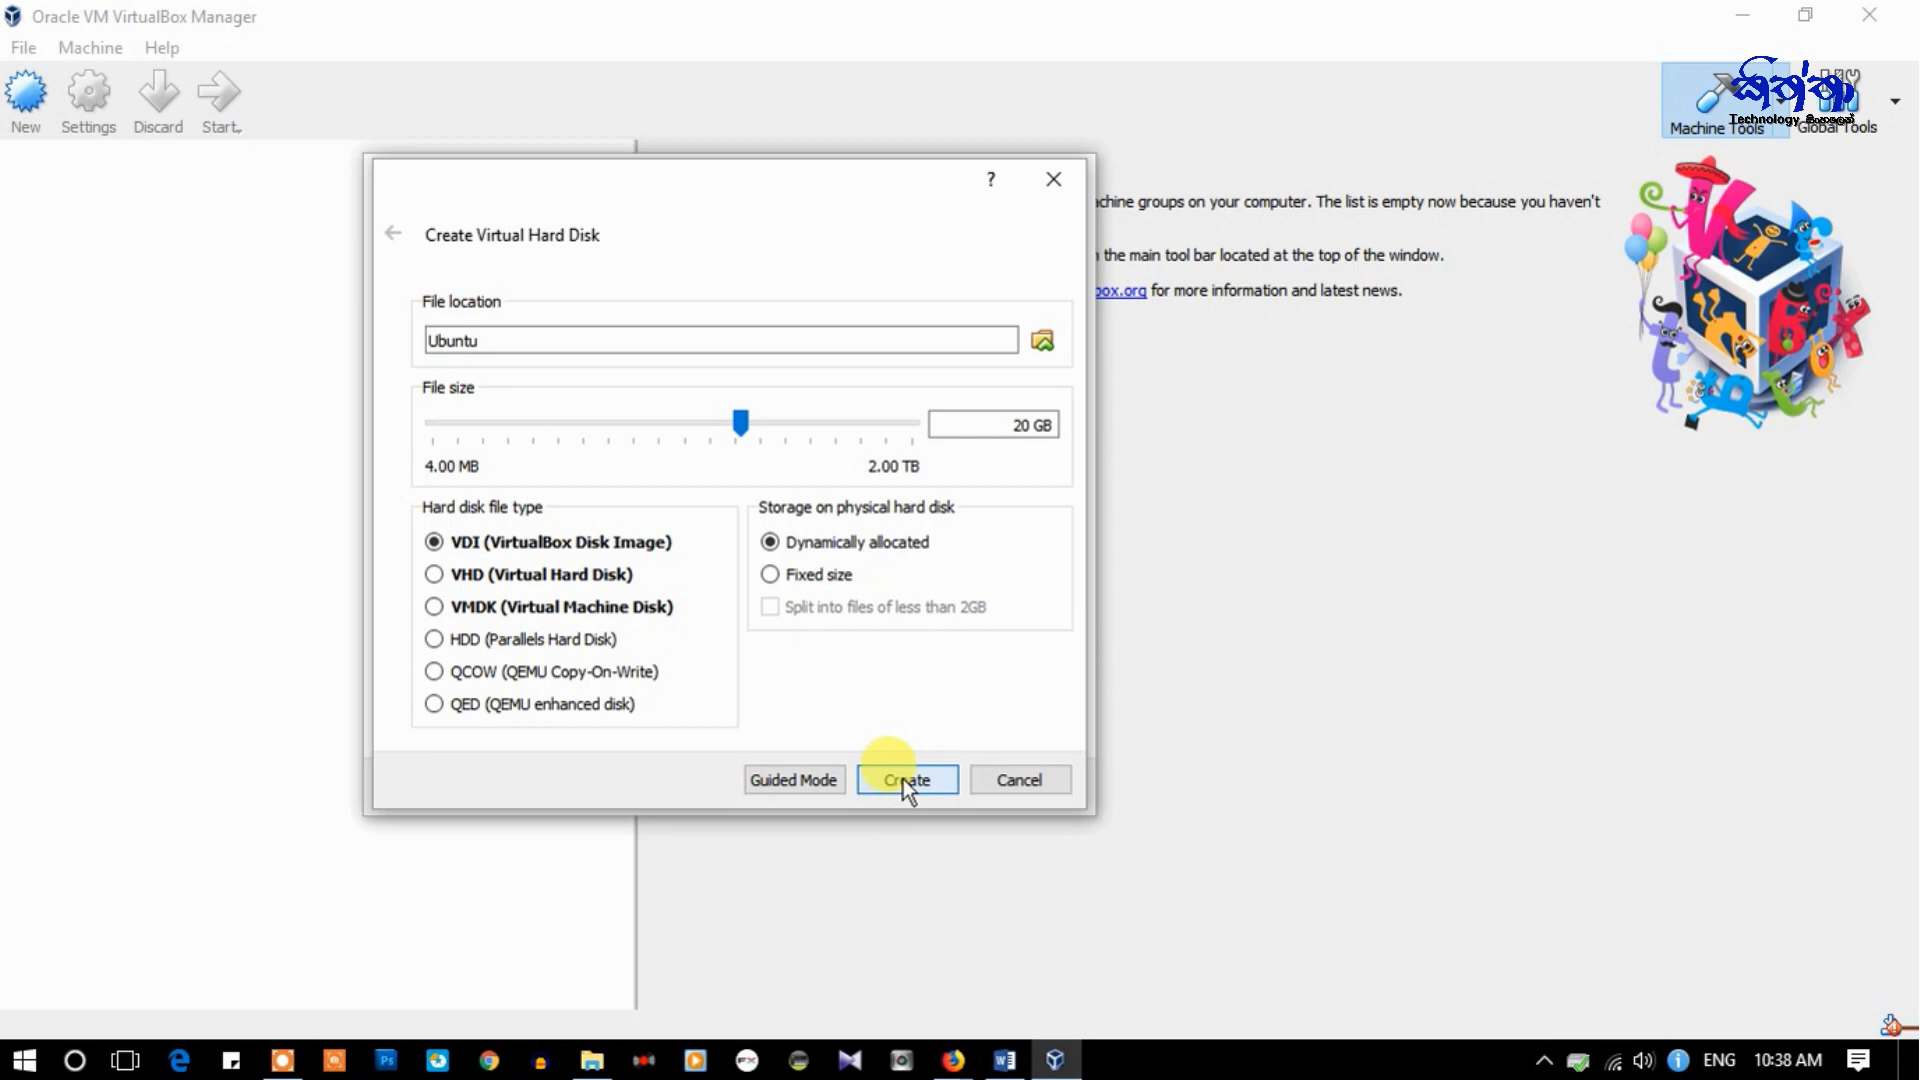 Oracle VM VirtualBox Manager
File Machine Help
New Settings Discard Start
Machine Tools Global Tools
Technology
? 
achine groups on your computer. The list is empty now because you haven't
Create Virtual Hard Disk
the main tool bar located at the top of the window.
box.org for more information and latest news.
File location
Ubuntu
File size
20 GB
4.00 MB 2.00 TB
Hard disk file type
VDI (VirtualBox Disk Image)
VHD (Virtual Hard Disk)
VMDK (Virtual Machine Disk)
HDD (Parallels Hard Disk)
QCOW (QEMU Copy-On-Write)
QED (QEMU enhanced disk)
Storage on physical hard disk
Dynamically allocated
Fixed size
Split into files of less than 2GB
Guided Mode Create Cancel
ENG 10:38 AM